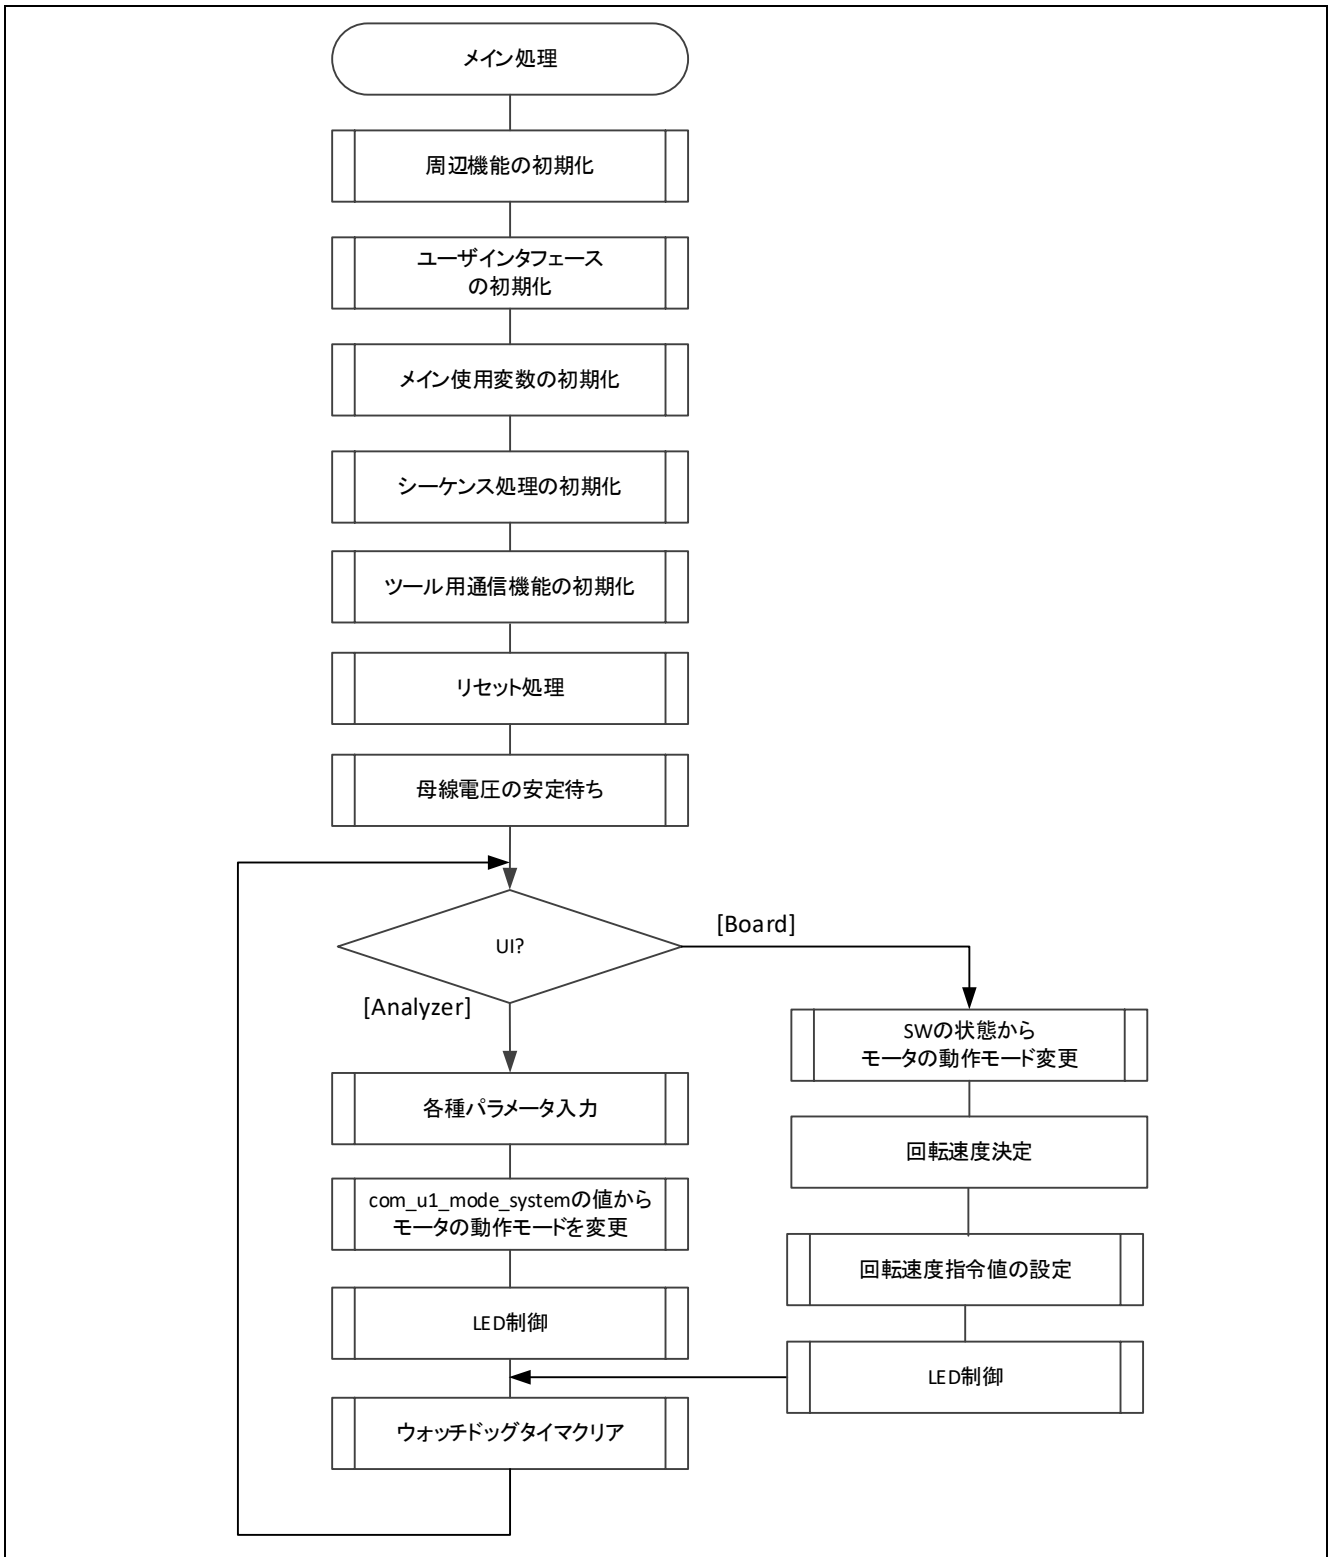 メイン処理
周辺機能の初期化
ユーザインタフェース
の初期化
メイン使用変数の初期化
シーケンス処理の初期化
ツール用通信機能の初期化
リセット処理
母線電圧の安定待ち
UI?
[Board]
[Analyzer]
各種パラメータ入力
com_u1_mode_systemの値から
モータの動作モードを変更
LED制御
SWの状態から
モータの動作モード変更
回転速度決定
回転速度指令値の設定
LED制御
ウォッチドッグタイマクリア